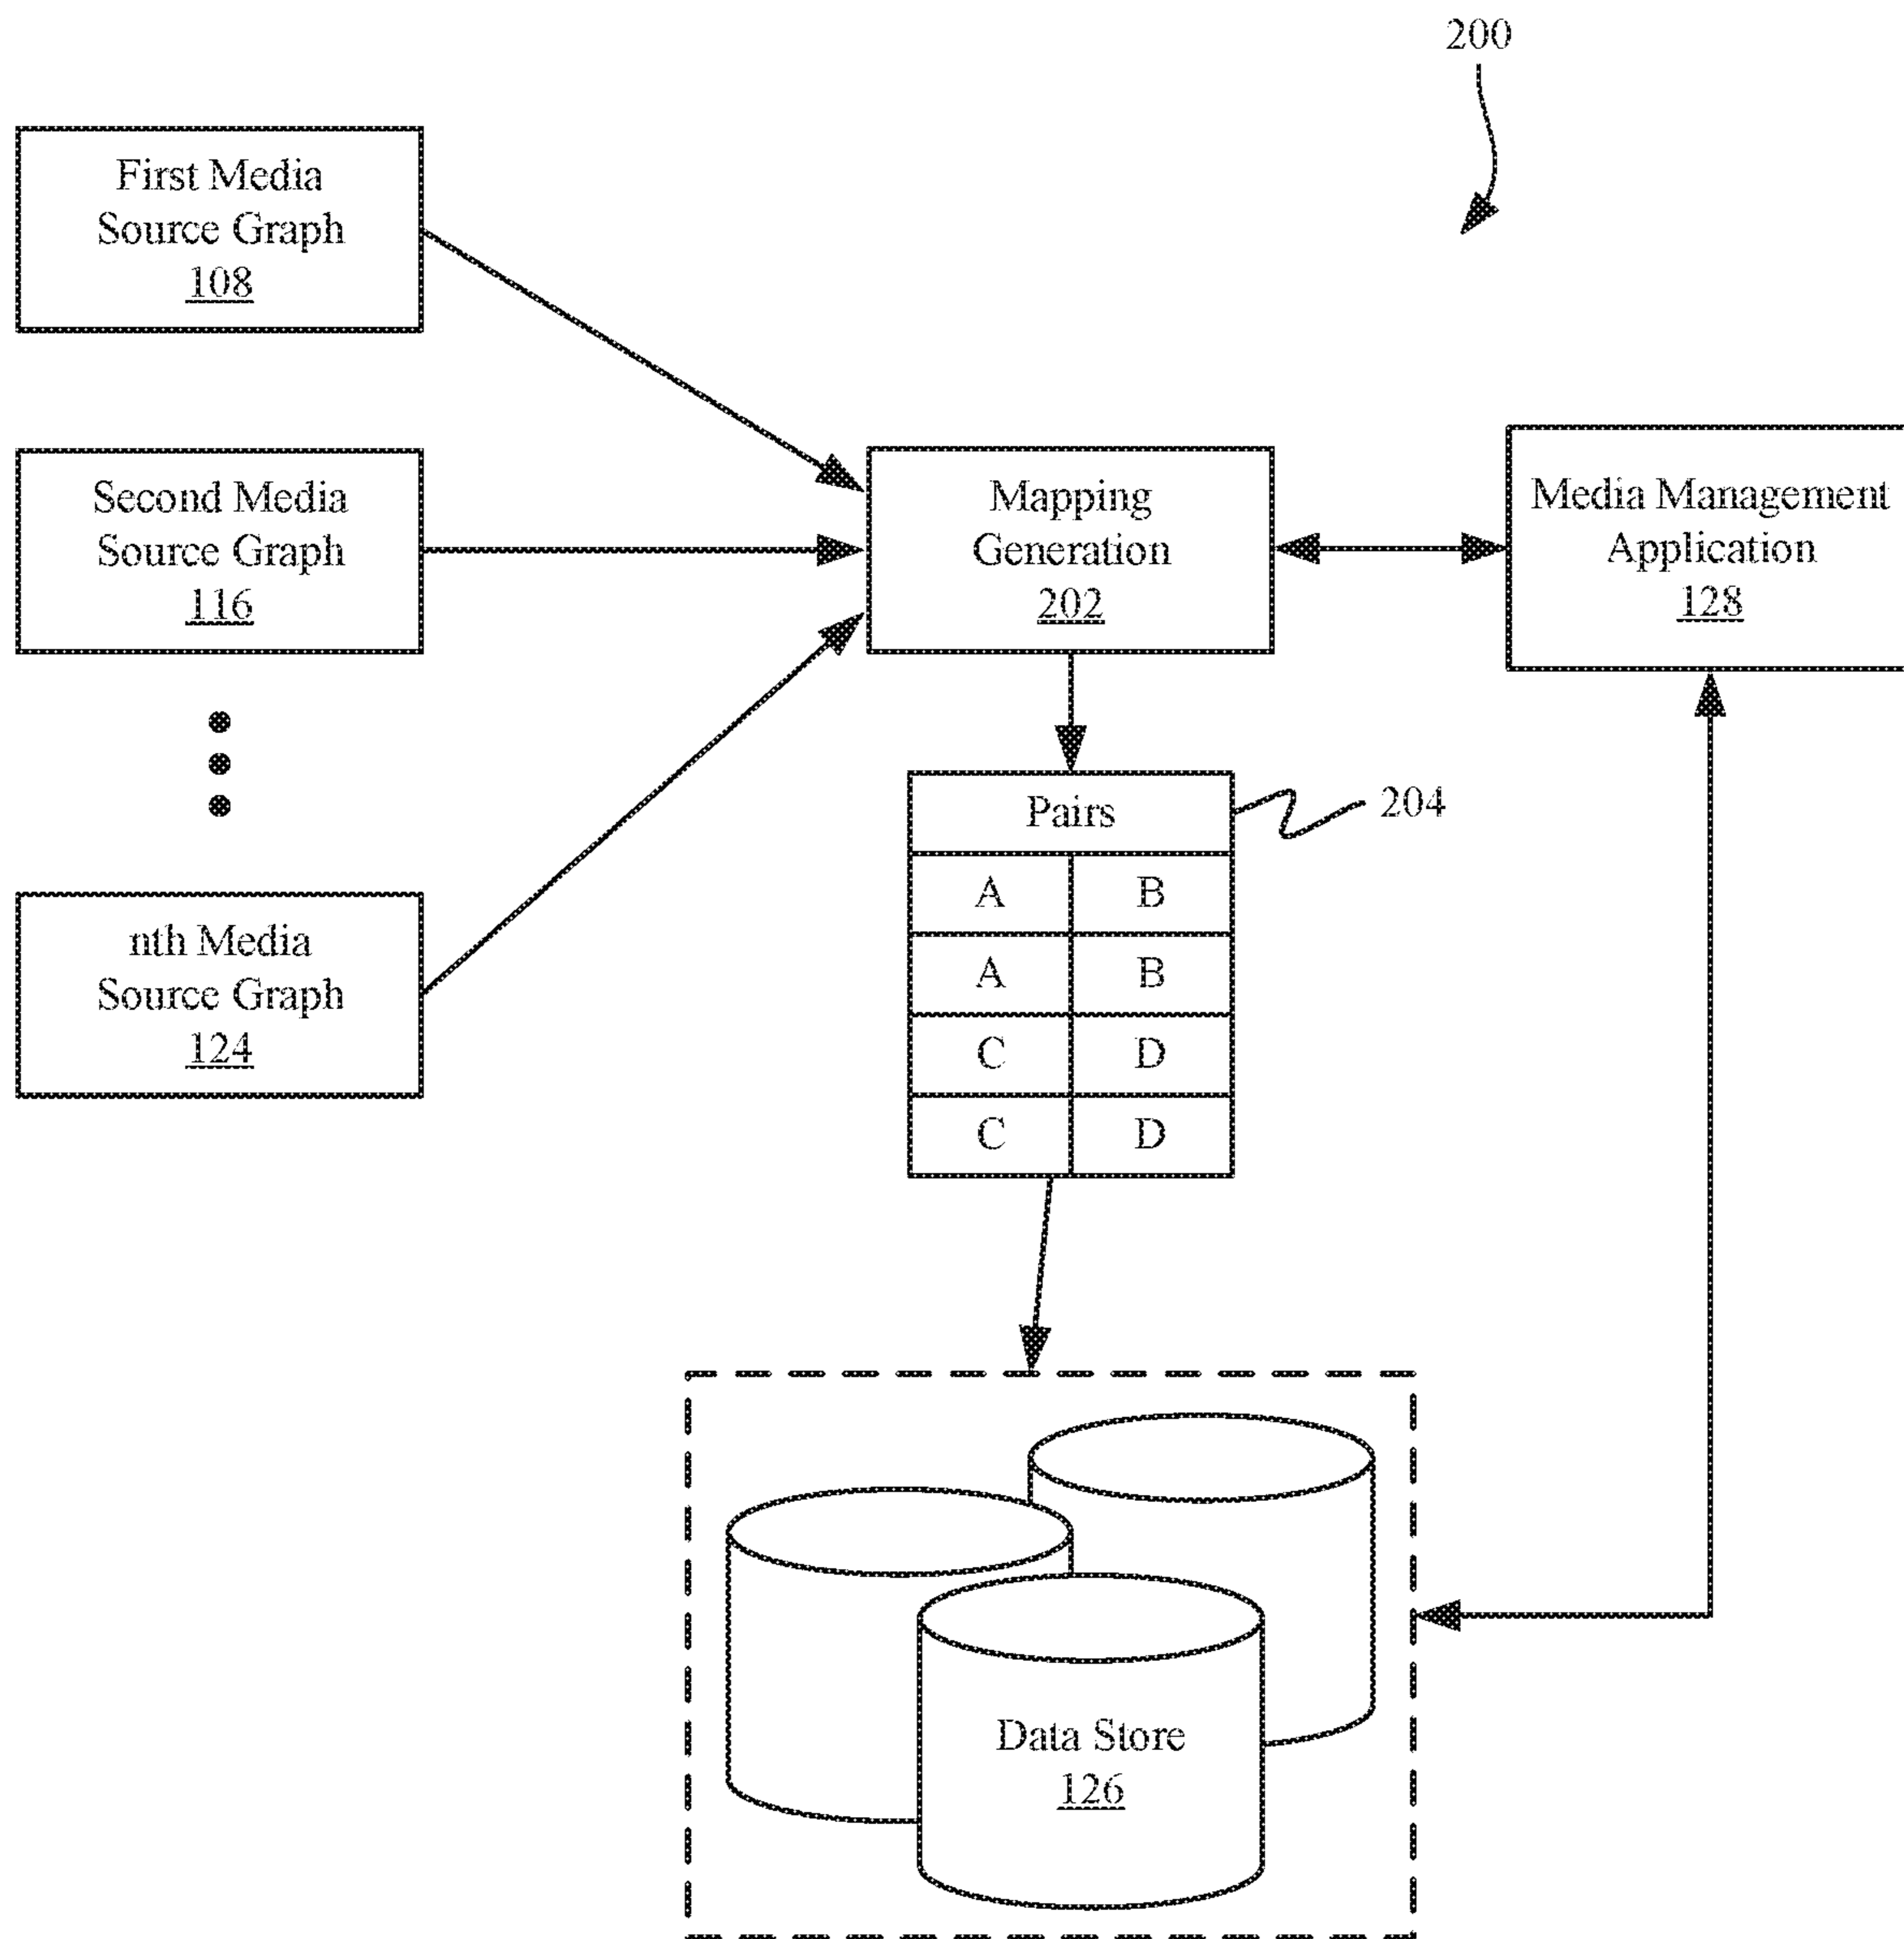 200
First Media
Source Graph
108
Second Media
Source Graph
116
Mapping
Generation
202
Media Management
Application
128
Pairs
204
A B
A B
C D
C D
nth Media
Source Graph
124
Data Store
126